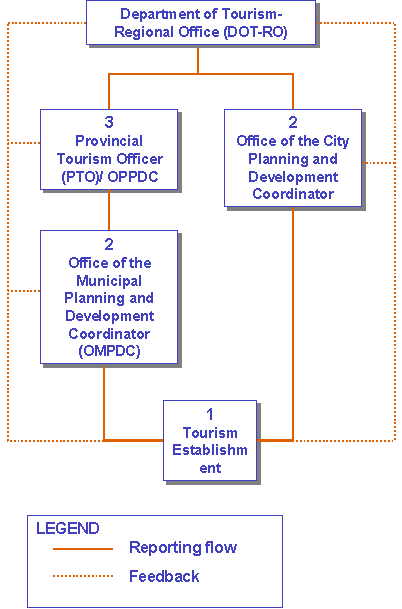 Department of Tourism-
Regional Office (DOT-RO)
3
Provincial
Tourism Officer
(PTO)/ OPPDC
2
Office of the City
Planning and
Development
Coordinator
2
Office of the
Municipal
Planning and
Development
Coordinator
(OMPDC)
1
Tourism
Establishm
ent
LEGEND
Reporting flow
Feedback